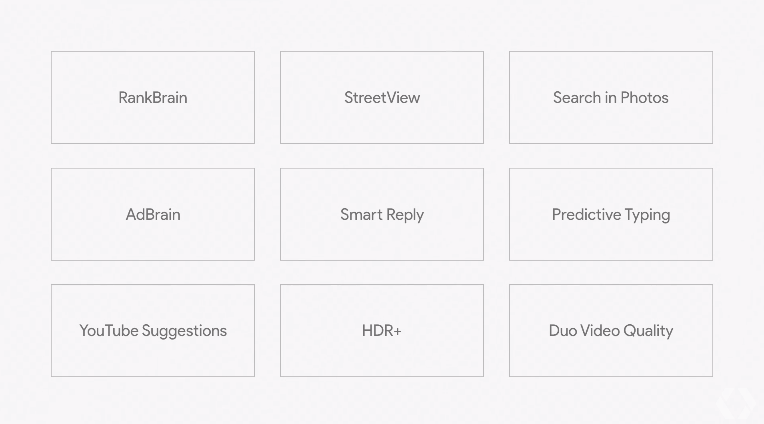 RankBrain
StreetView
Search in Photos
AdBrain
Smart Reply
Predictive Typing
YouTube Suggestions
HDR+
Duo Video Quality